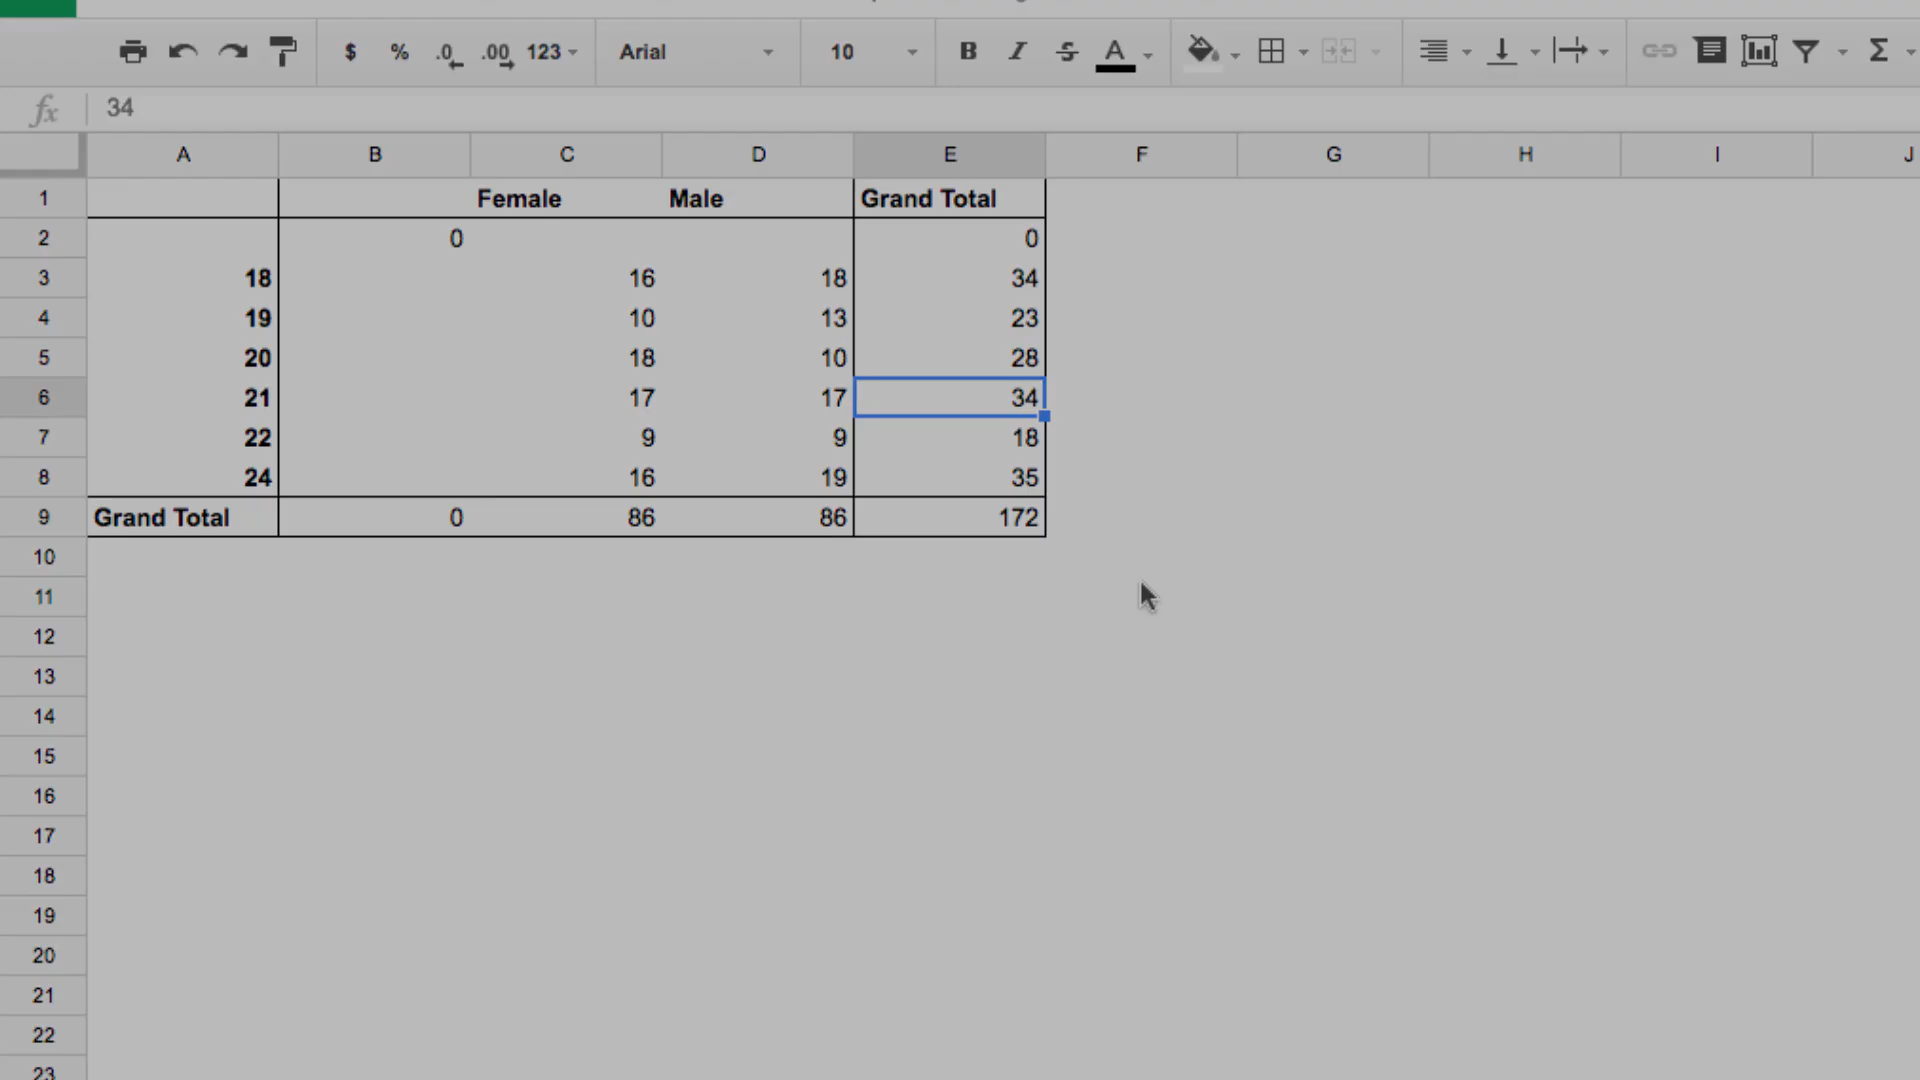 $ % .0 .00 123 Arial 10 B I S A Σ
fx 34
A B C D E F G H I J
1 Female Male Grand Total
2 0 0
3 18 16 18 34
4 19 10 13 23
5 20 18 10 28
6 21 17 17 34
7 22 9 9 18
8 24 16 19 35
9 Grand Total 0 86 86 172
10
11
12
13
14
15
16
17
18
19
20
21
22
23